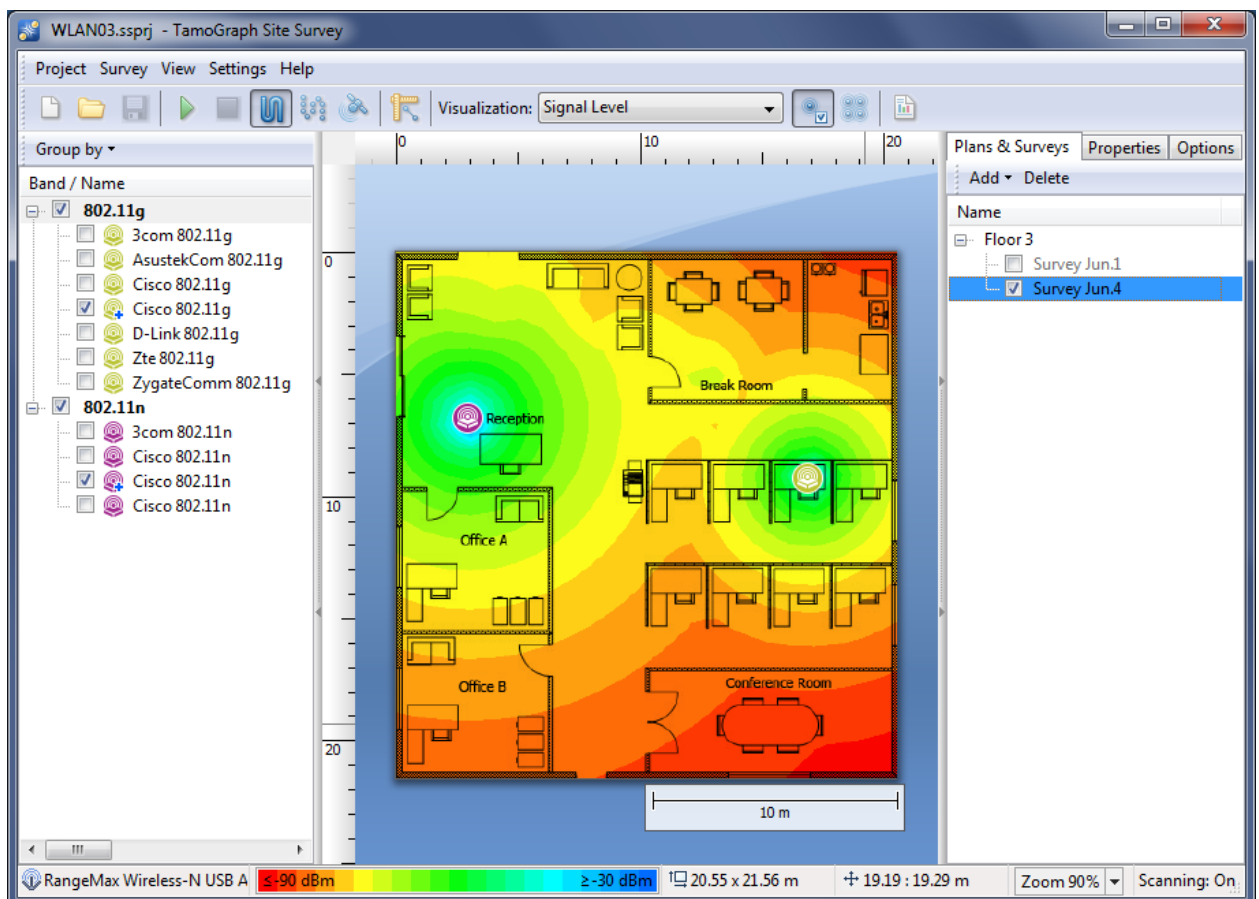 WLAN03.ssprj - TamoGraph Site Survey
Project Survey View Settings Help
Visualization: Signal Level
Group by
Band / Name
802.11g
3com 802.11g
AsustekCom 802.11g
Cisco 802.11g
Cisco 802.11g
D-Link 802.11g
Zte 802.11g
ZygateComm 802.11g
802.11n
3com 802.11n
Cisco 802.11n
Cisco 802.11n
Cisco 802.11n
0 10 20
0
10
20
Break Room
Reception
Office A
Office B
Conference Room
10 m
Plans & Surveys Properties Options
Add Delete
Name
Floor 3
Survey Jun.1
Survey Jun.4
RangeMax Wireless-N USB A ≤-90 dBm ≥-30 dBm 20.55 x 21.56 m 19.19 : 19.29 m Zoom 90% Scanning: On